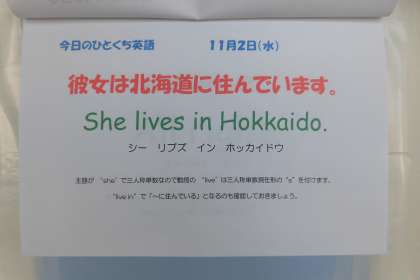 今日のひとくち英語 11月2日(水)
彼女は北海道に住んでいます。
She lives in Hokkaido.
シー リブズ イン ホッカイドウ
主語が “she”で三人称単数なので動詞の “live”は三人称単数現在形の“s”を付けます。
“live in”で「～に住んでいる」となるのも確認しておきましょう。